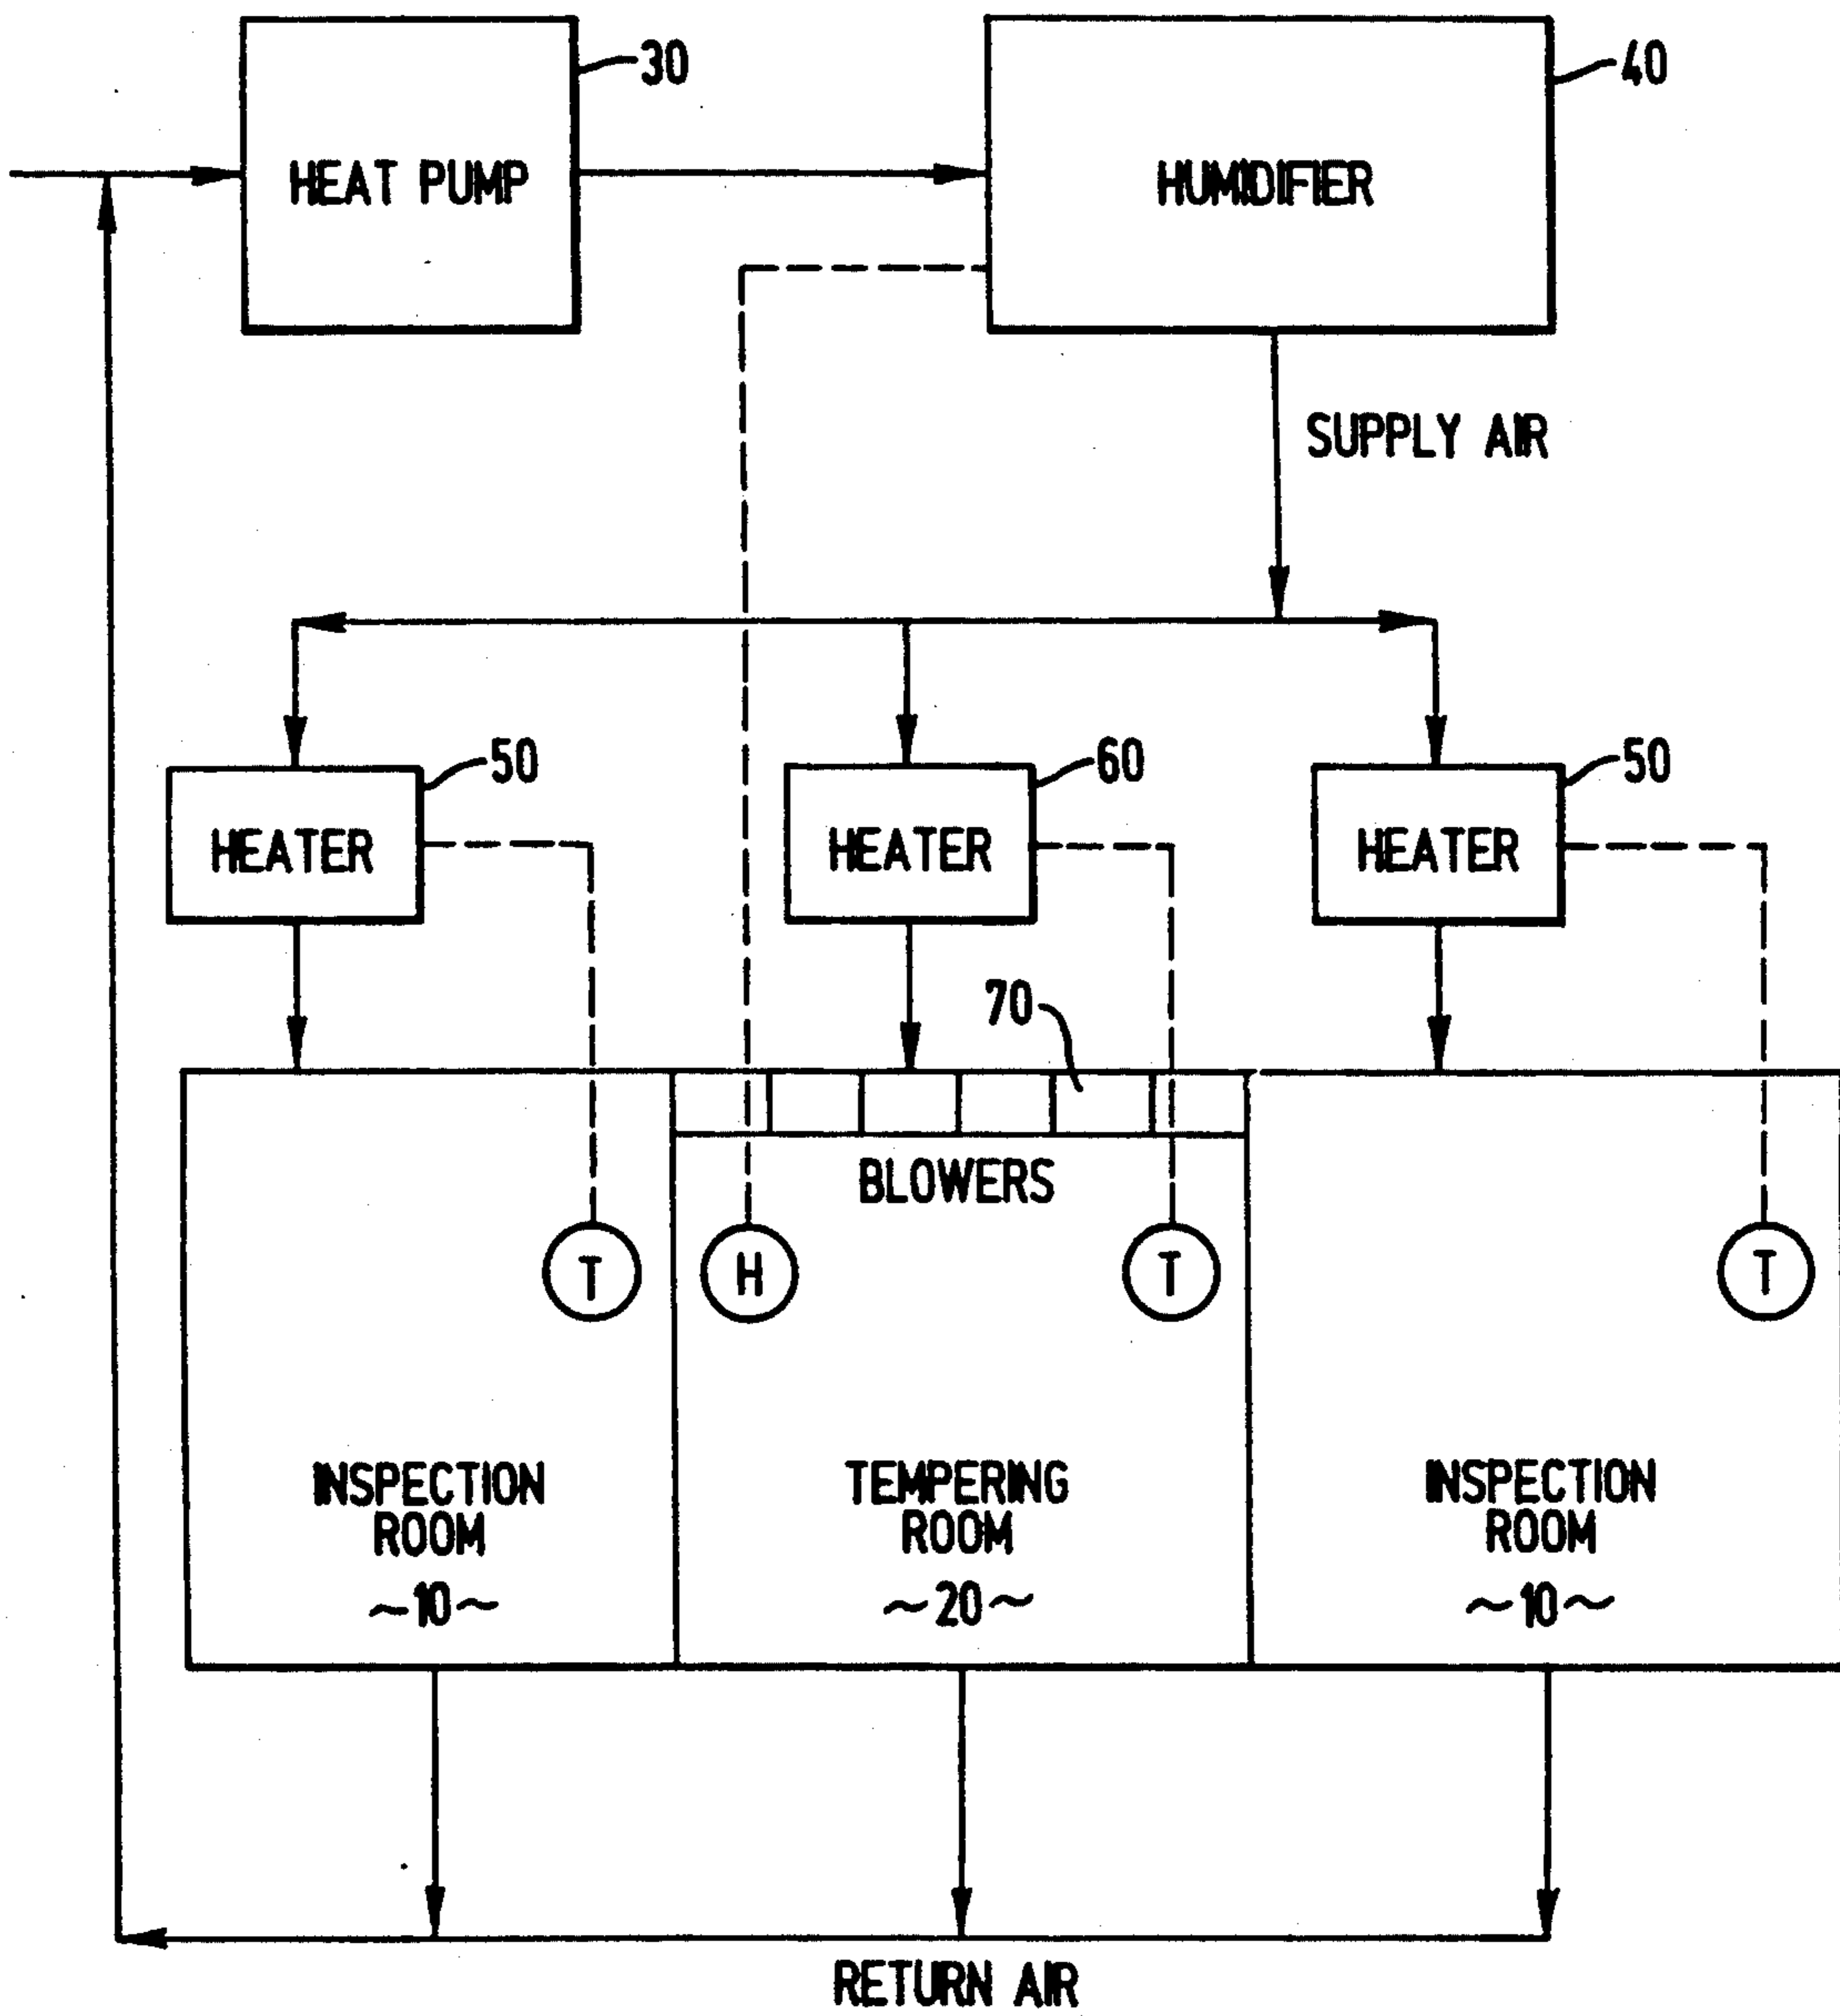 30
40
HEAT PUMP
HUMIDIFIER
SUPPLY AIR
50
60
50
HEATER
HEATER
HEATER
70
BLOWERS
T
H
T
T
INSPECTION
ROOM
~10~
TEMPERING
ROOM
~20~
INSPECTION
ROOM
~10~
RETURN AIR